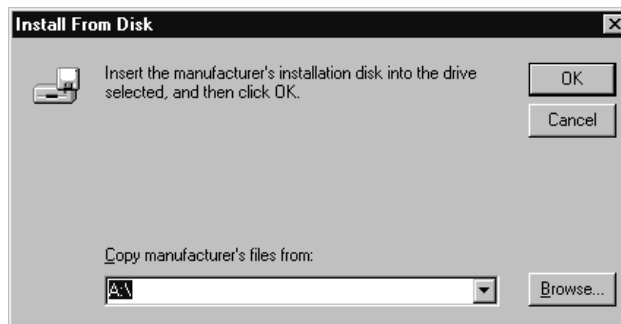 Install From Disk
Insert the manufacturer's installation disk into the drive
selected, and then click OK.
OK
Cancel
Copy manufacturer's files from:
A:\
Browse...